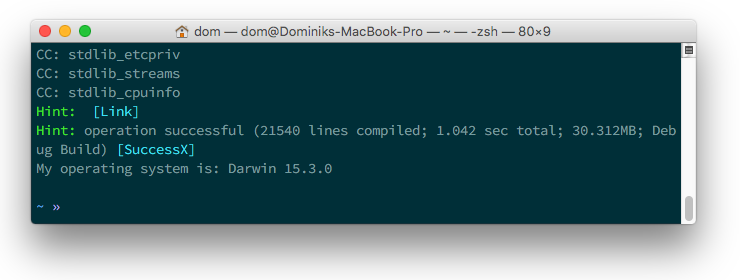 dom — dom@Dominiks-MacBook-Pro — ~ — -zsh — 80×9
CC: stdlib_etcpriv
CC: stdlib_streams
CC: stdlib_cpuinfo
Hint:  [Link]
Hint: operation successful (21540 lines compiled; 1.042 sec total; 30.312MB; Deb
ug Build) [SuccessX]
My operating system is: Darwin 15.3.0
~ »